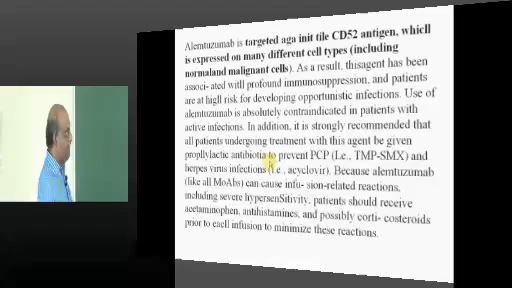 Alemtuzumab is targeted aga init tile CD52 antigen, whicll
is expressed on many different cell types (including
normaland malignant cells). As a result, thisagent has been
associ- ated witll profound immunosuppression, and patients
are at higll risk for developing opportunistic infections. Use of
alemtuzumab is absolutely contraindicated in patients with
active infections. In addition, it is strongly recommended that
all patients undergoing treatment with this agent be given
propllylactic antibiotia to prevent PCP (I.e., TMP-SMX) and
herpes virus infections (i.e., acyclovir). Because alemtuzumab
(like all MoAbs) can cause infu- sion-related reactions,
including severe hypersenSitivity, patients should receive
acetaminophen, antihistamines, and possibly corti- costeroids
prior to eacll infusion to minimize these reactions.